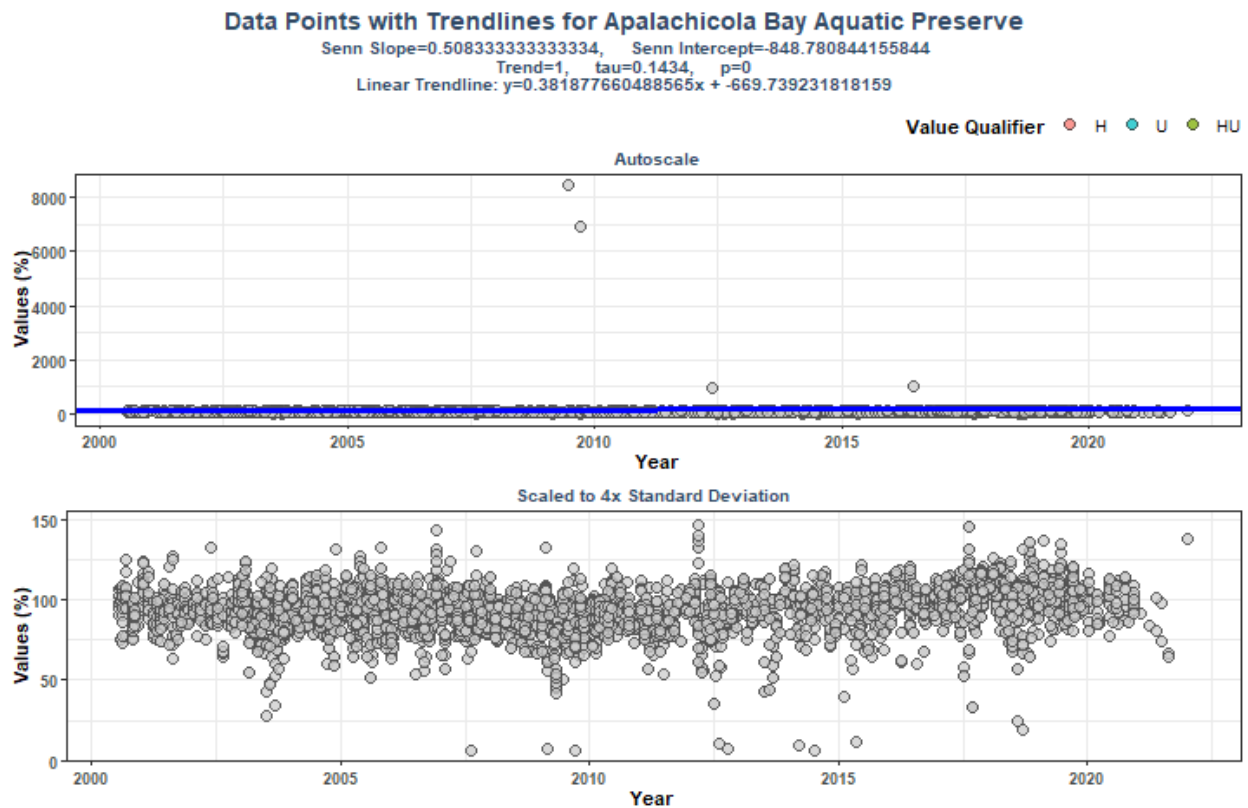 Data Points with Trendlines for Apalachicola Bay Aquatic Preserve
Senn Slope=0.508333333333334, Senn Intercept=-848.780844155844
Trend=1, tau=0.1434, p=0
Linear Trendline: y=0.381877660488565x + -669.739231818159
Value Qualifier H U HU
Autoscale
Values (%)
8000
6000
4000
2000
0
2000 2005 2010 2015 2020
Year
Scaled to 4x Standard Deviation
Values (%)
150
100
50
0
2000 2005 2010 2015 2020
Year